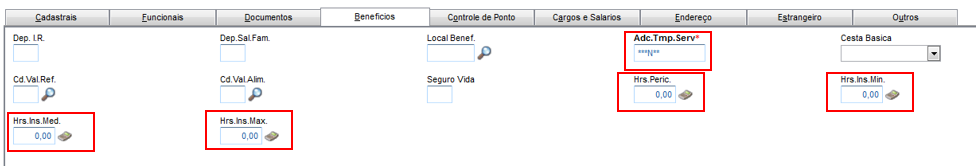 Cadastrais Funcionais Documentos Benefícios Controle de Ponto Cargos e Salarios Endereço Estrangeiro Outros
Dep. I.R. Dep.Sal.Fam. Local Benef. Adc.Tmp.Serv* Cesta Basica
***N**
Cd.Val.Ref. Cd.Val.Alim. Seguro Vida Hrs.Peric. Hrs.Ins.Min.
0,00 0,00
Hrs.Ins.Med. Hrs.Ins.Max.
0,00 0,00